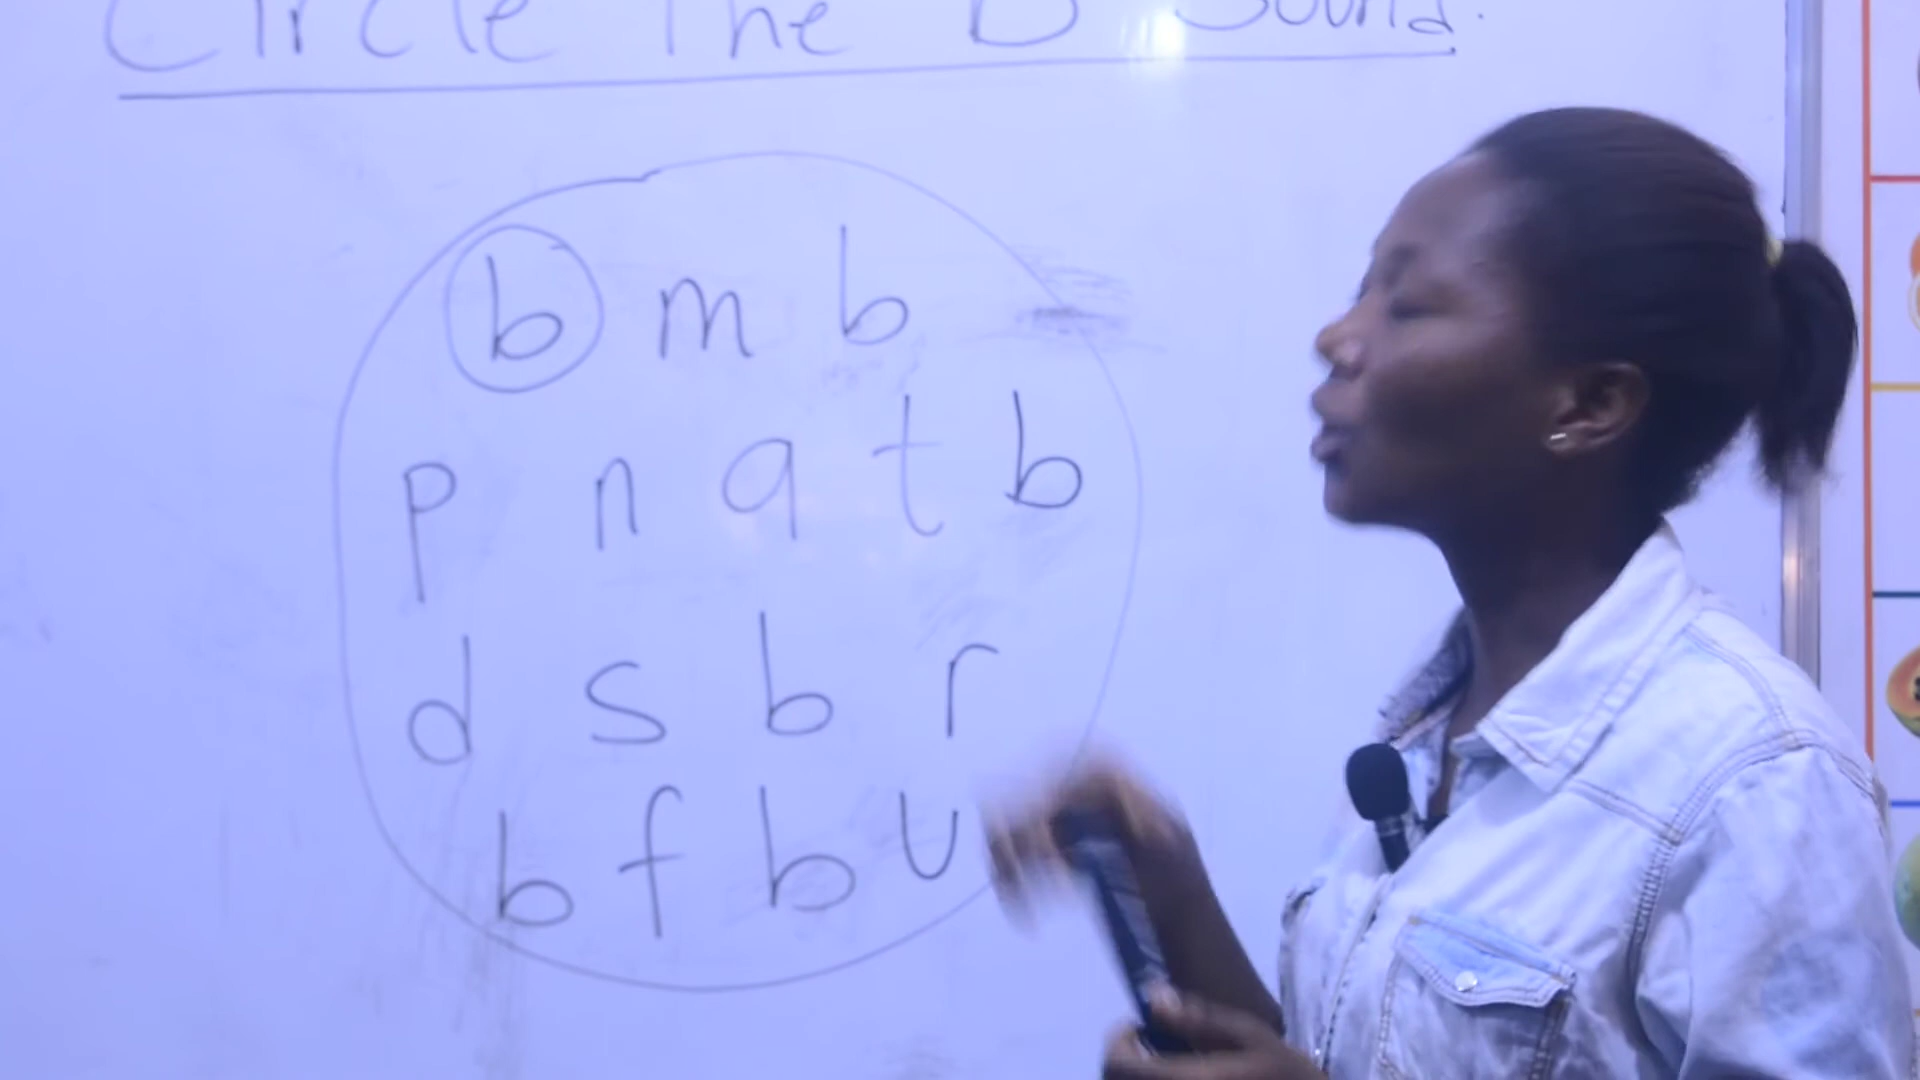 Circle The b Sound.
b m b
p n q t b
d s b r
b f b u